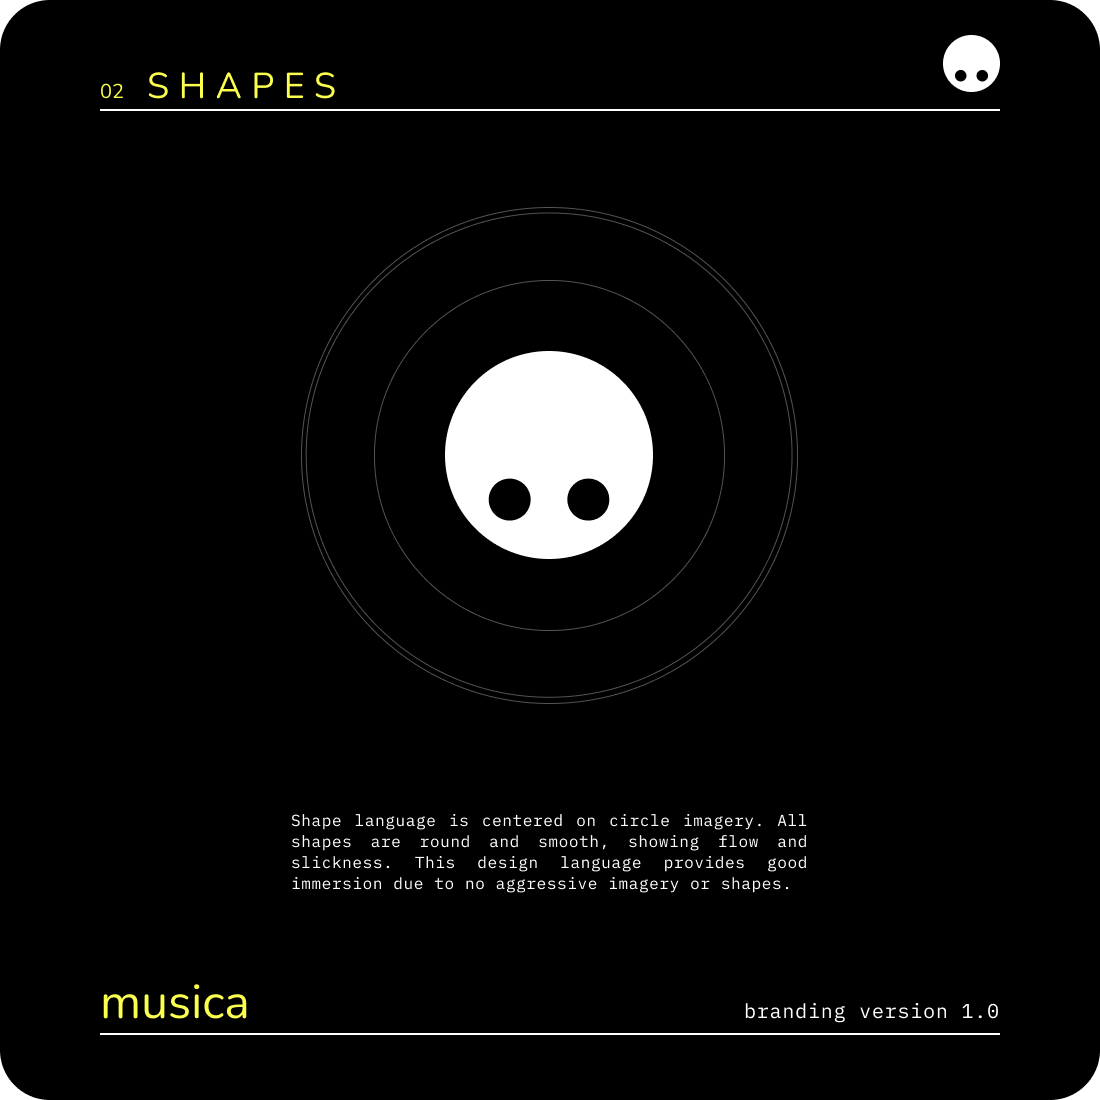 02 SHAPES
Shape language is centered on circle imagery. All
shapes are round and smooth, showing flow and
slickness. This design language provides good
immersion due to no aggressive imagery or shapes.
musica
branding version 1.0